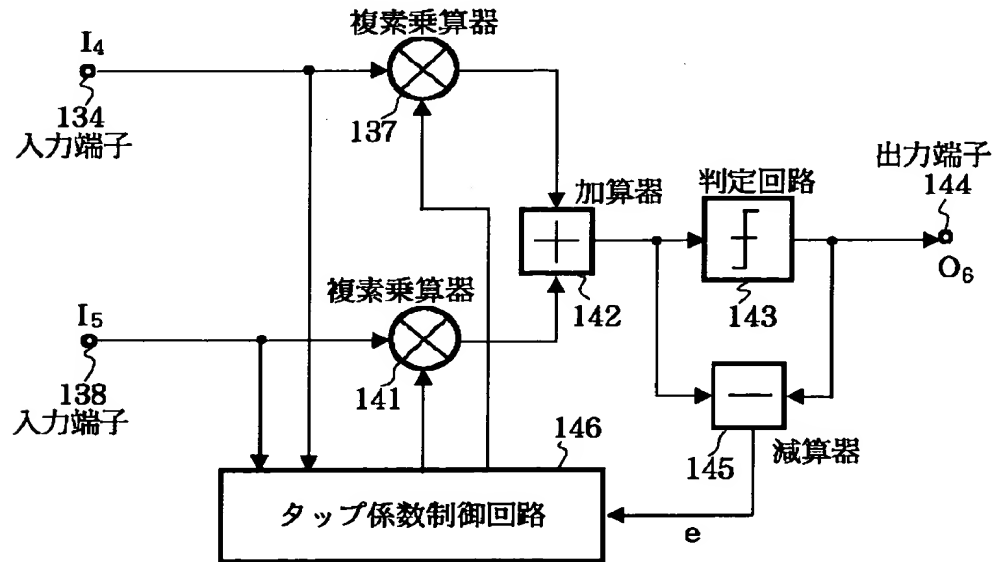 複素乗算器
I4
137
134
入力端子
出力端子
144
O6
加算器
判定回路
142
143
複素乗算器
I5
141
138
入力端子
146
145
減算器
タップ係数制御回路
e